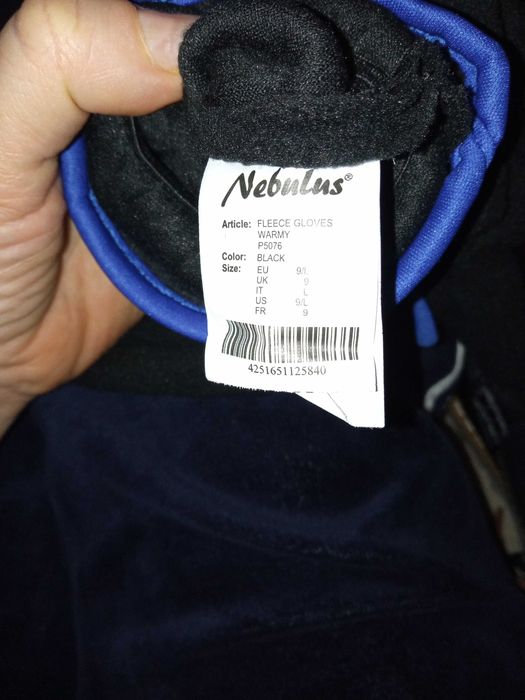 Nebulus®
Article: FLEECE GLOVES
WARMY
P5076
Color: BLACK
Size: EU 9/L
UK 9
IT L
US 9/L
FR 9
4251651125840